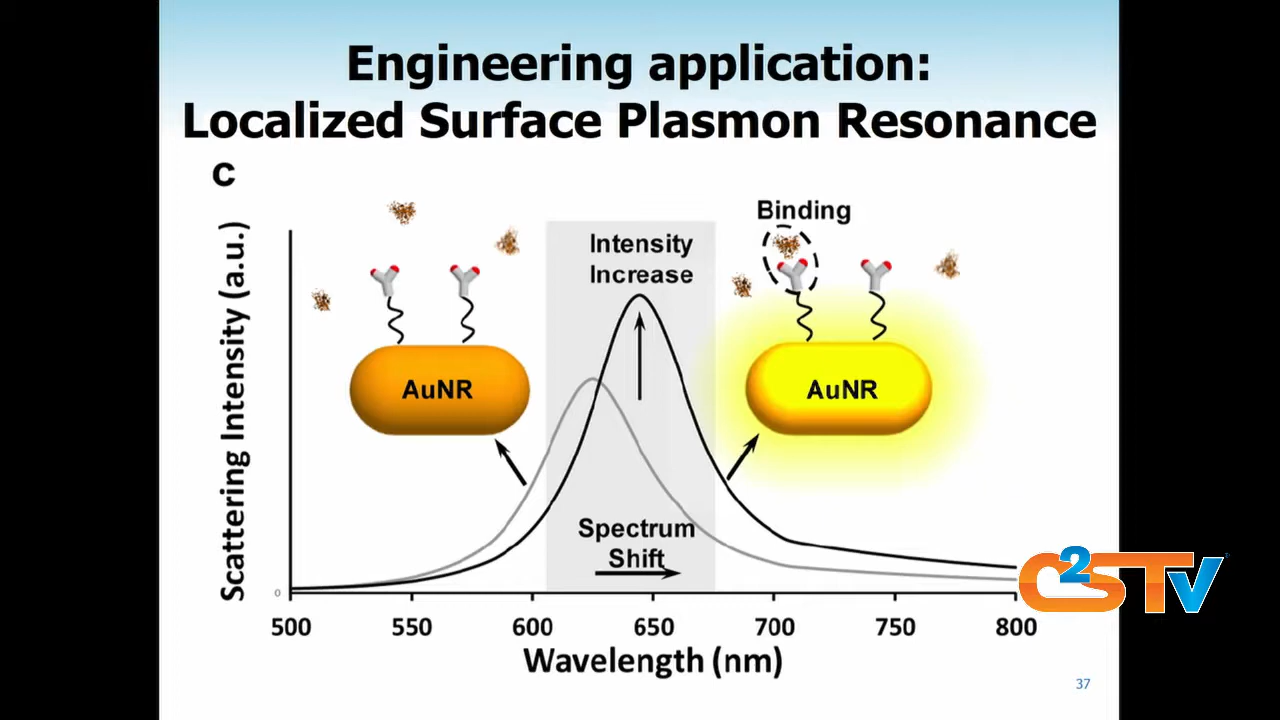 Engineering application:
Localized Surface Plasmon Resonance
c
Binding
Intensity
Increase
AuNR
AuNR
Spectrum
Shift
Scattering Intensity (a.u.)
0
500 550 600 650 700 750 800
Wavelength (nm)
C2STV
37